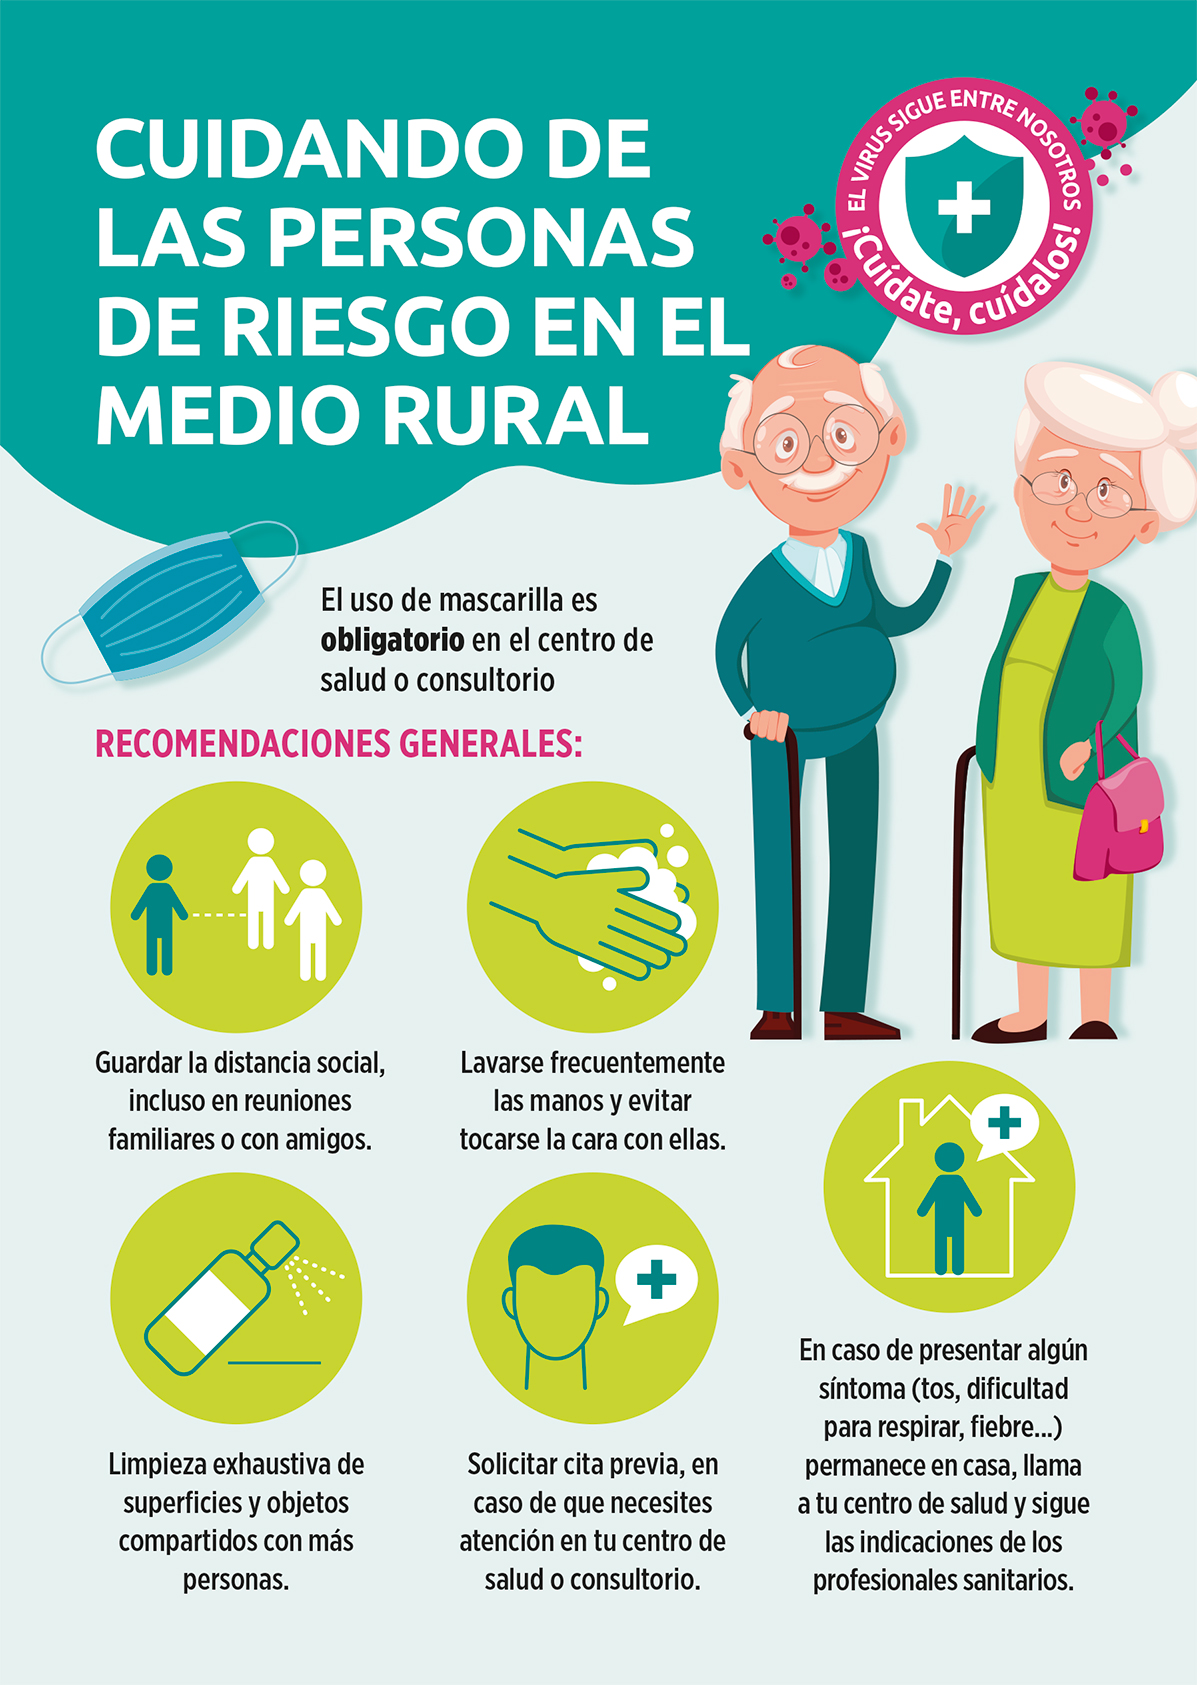 CUIDANDO DE
LAS PERSONAS
DE RIESGO EN EL
MEDIO RURAL
EL VIRUS SIGUE ENTRE NOSOTROS
¡Cuídate, cuídalos!
El uso de mascarilla es
obligatorio en el centro de
salud o consultorio
RECOMENDACIONES GENERALES:
Guardar la distancia social,
incluso en reuniones
familiares o con amigos.
Lavarse frecuentemente
las manos y evitar
tocarse la cara con ellas.
Limpieza exhaustiva de
superficies y objetos
compartidos con más
personas.
Solicitar cita previa, en
caso de que necesites
atención en tu centro de
salud o consultorio.
En caso de presentar algún
síntoma (tos, dificultad
para respirar, fiebre...)
permanece en casa, llama
a tu centro de salud y sigue
las indicaciones de los
profesionales sanitarios.